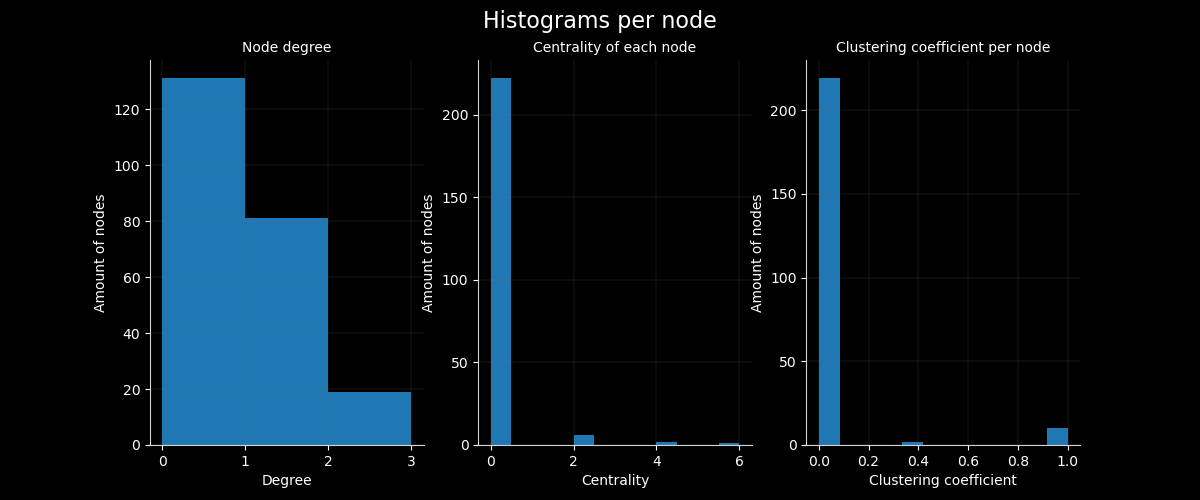 Histograms per node
Node degree
120
100
80
60
40
20
0
Amount of nodes
0 1 2 3
Degree
Centrality of each node
200
150
100
50
0
Amount of nodes
0 2 4 6
Centrality
Clustering coefficient per node
200
150
100
50
0
Amount of nodes
0.0 0.2 0.4 0.6 0.8 1.0
Clustering coefficient